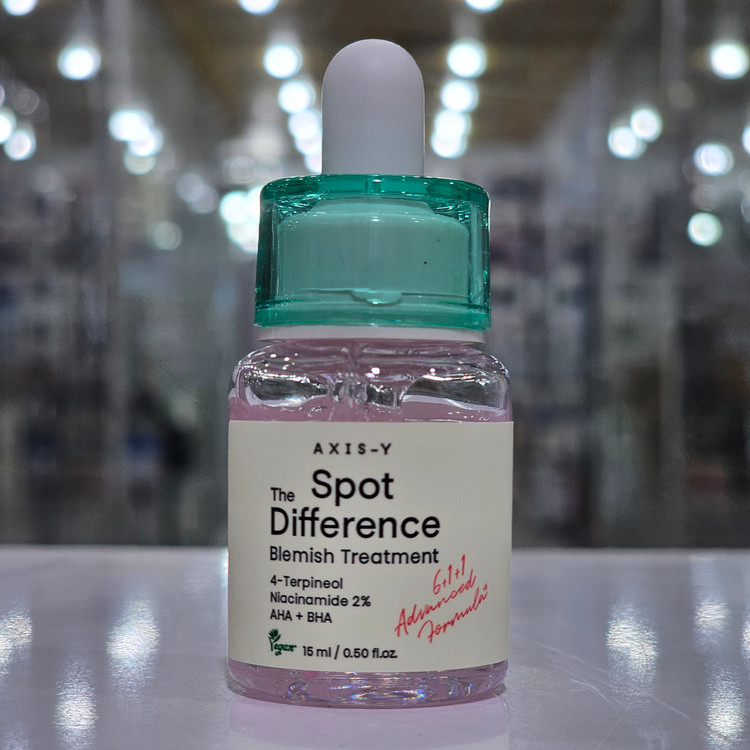 AXIS-Y
The Spot
Difference
Blemish Treatment
4-Terpineol
Niacinamide 2%
AHA + BHA
6+1+1
Advanced
Formula
Vegan 15 ml / 0.50 fl.oz.